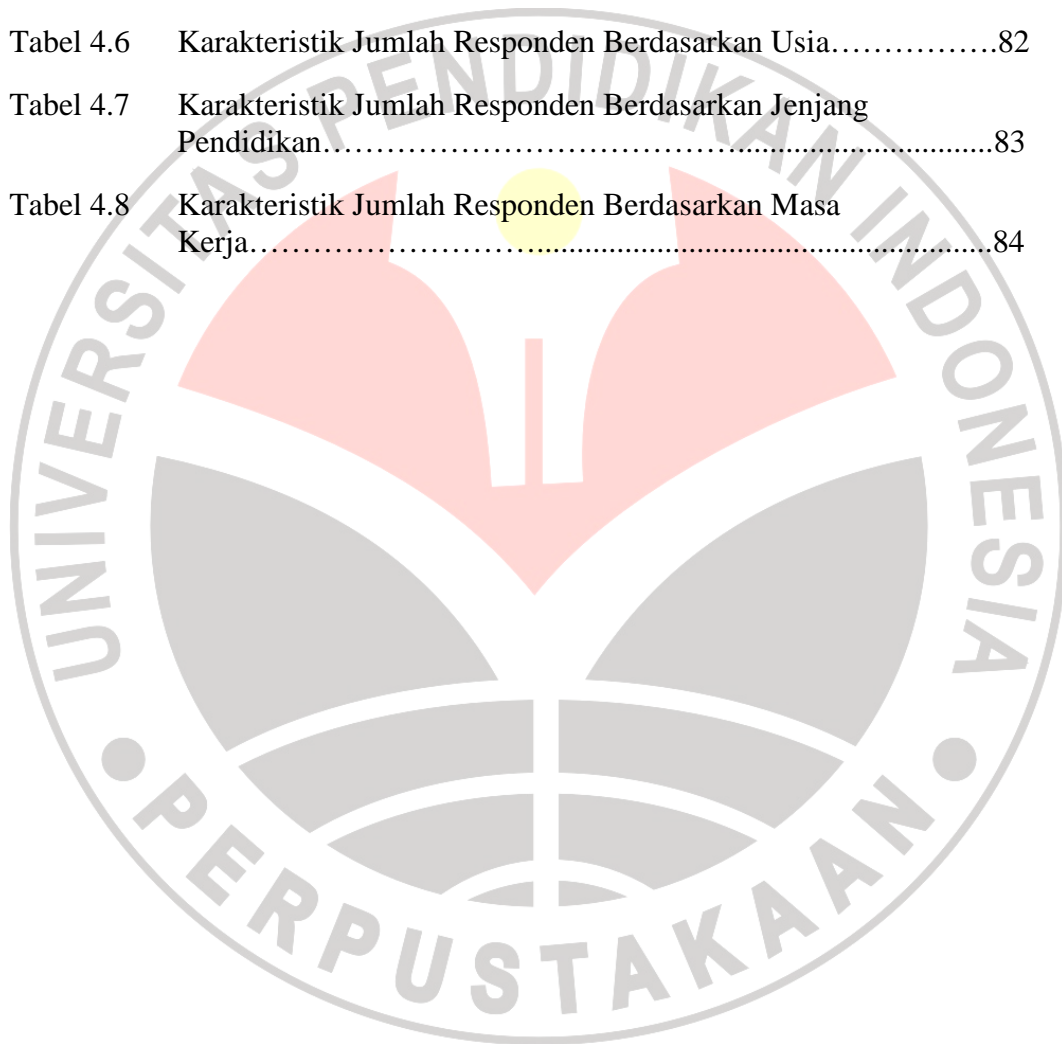 Tabel 4.6 Karakteristik Jumlah Responden Berdasarkan Usia…………….82
Tabel 4.7 Karakteristik Jumlah Responden Berdasarkan Jenjang
Pendidikan……………………………………..................................83
Tabel 4.8 Karakteristik Jumlah Responden Berdasarkan Masa
Kerja…………………………...........................................................84
UNIVERSITAS PENDIDIKAN INDONESIA
PERPUSTAKAAN